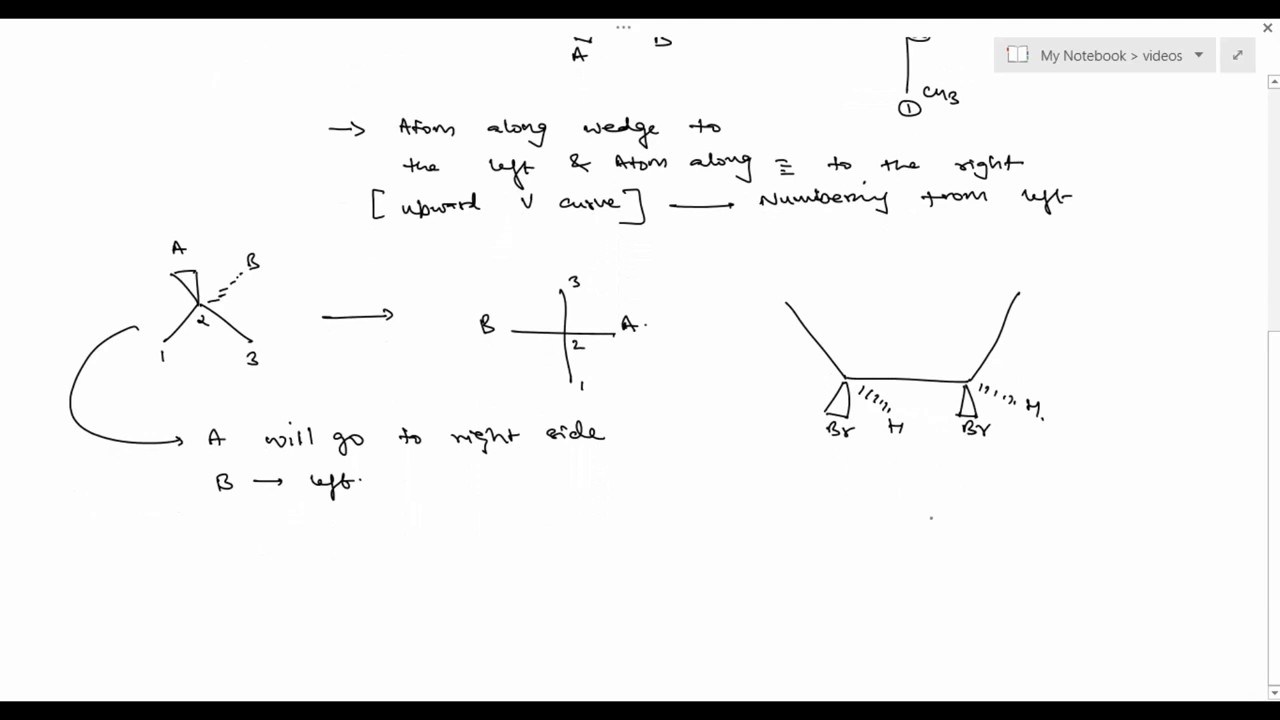 My Notebook > videos
A
CH3
1
→ Atom along wedge to
the left & Atom along to the right
[upward V curve] → Numbering from left
A
B
2
1
3
→
3
B
A.
2
1
A will go to right side
B → left.
Br
H
Br
H.